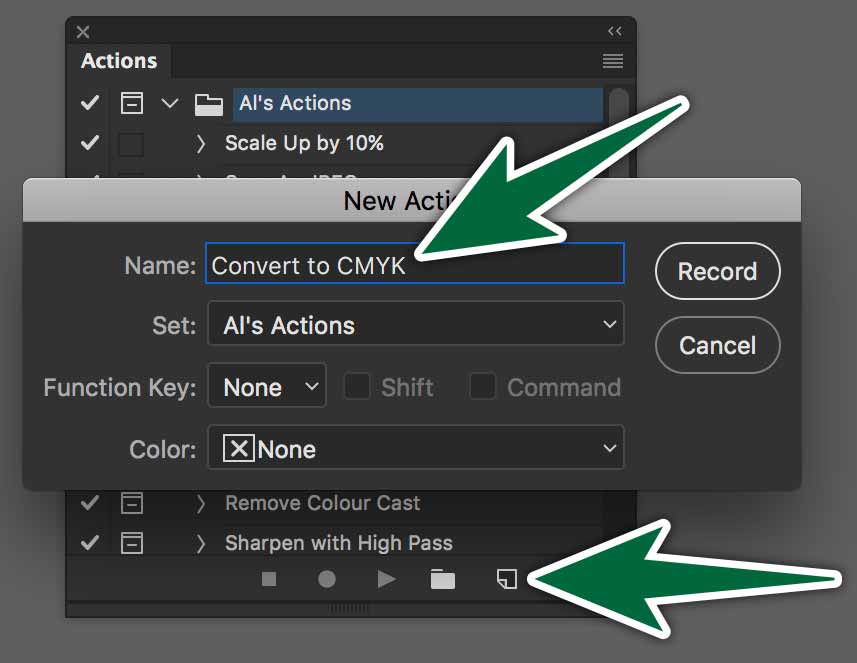 Actions
Al's Actions
Scale Up by 10%
New Acti
Name: Convert to CMYK
Record
Set: Al's Actions
Cancel
Function Key: None Shift Command
Color: None
Remove Colour Cast
Sharpen with High Pass